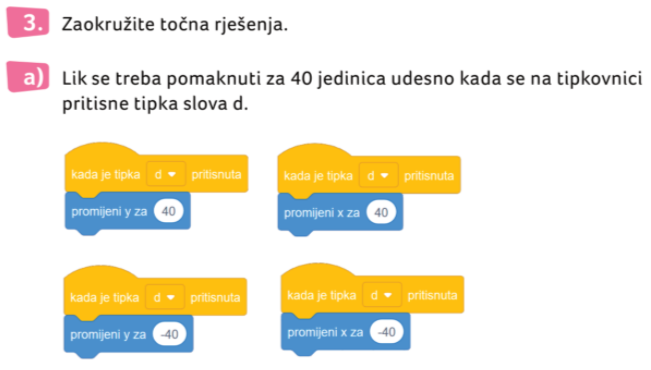 3. Zaokružite točna rješenja.
a) Lik se treba pomaknuti za 40 jedinica udesno kada se na tipkovnici
pritisne tipka slova d.
kada je tipka d pritisnuta
promijeni y za 40
kada je tipka d pritisnuta
promijeni x za 40
kada je tipka d pritisnuta
promijeni y za -40
kada je tipka d pritisnuta
promijeni x za -40